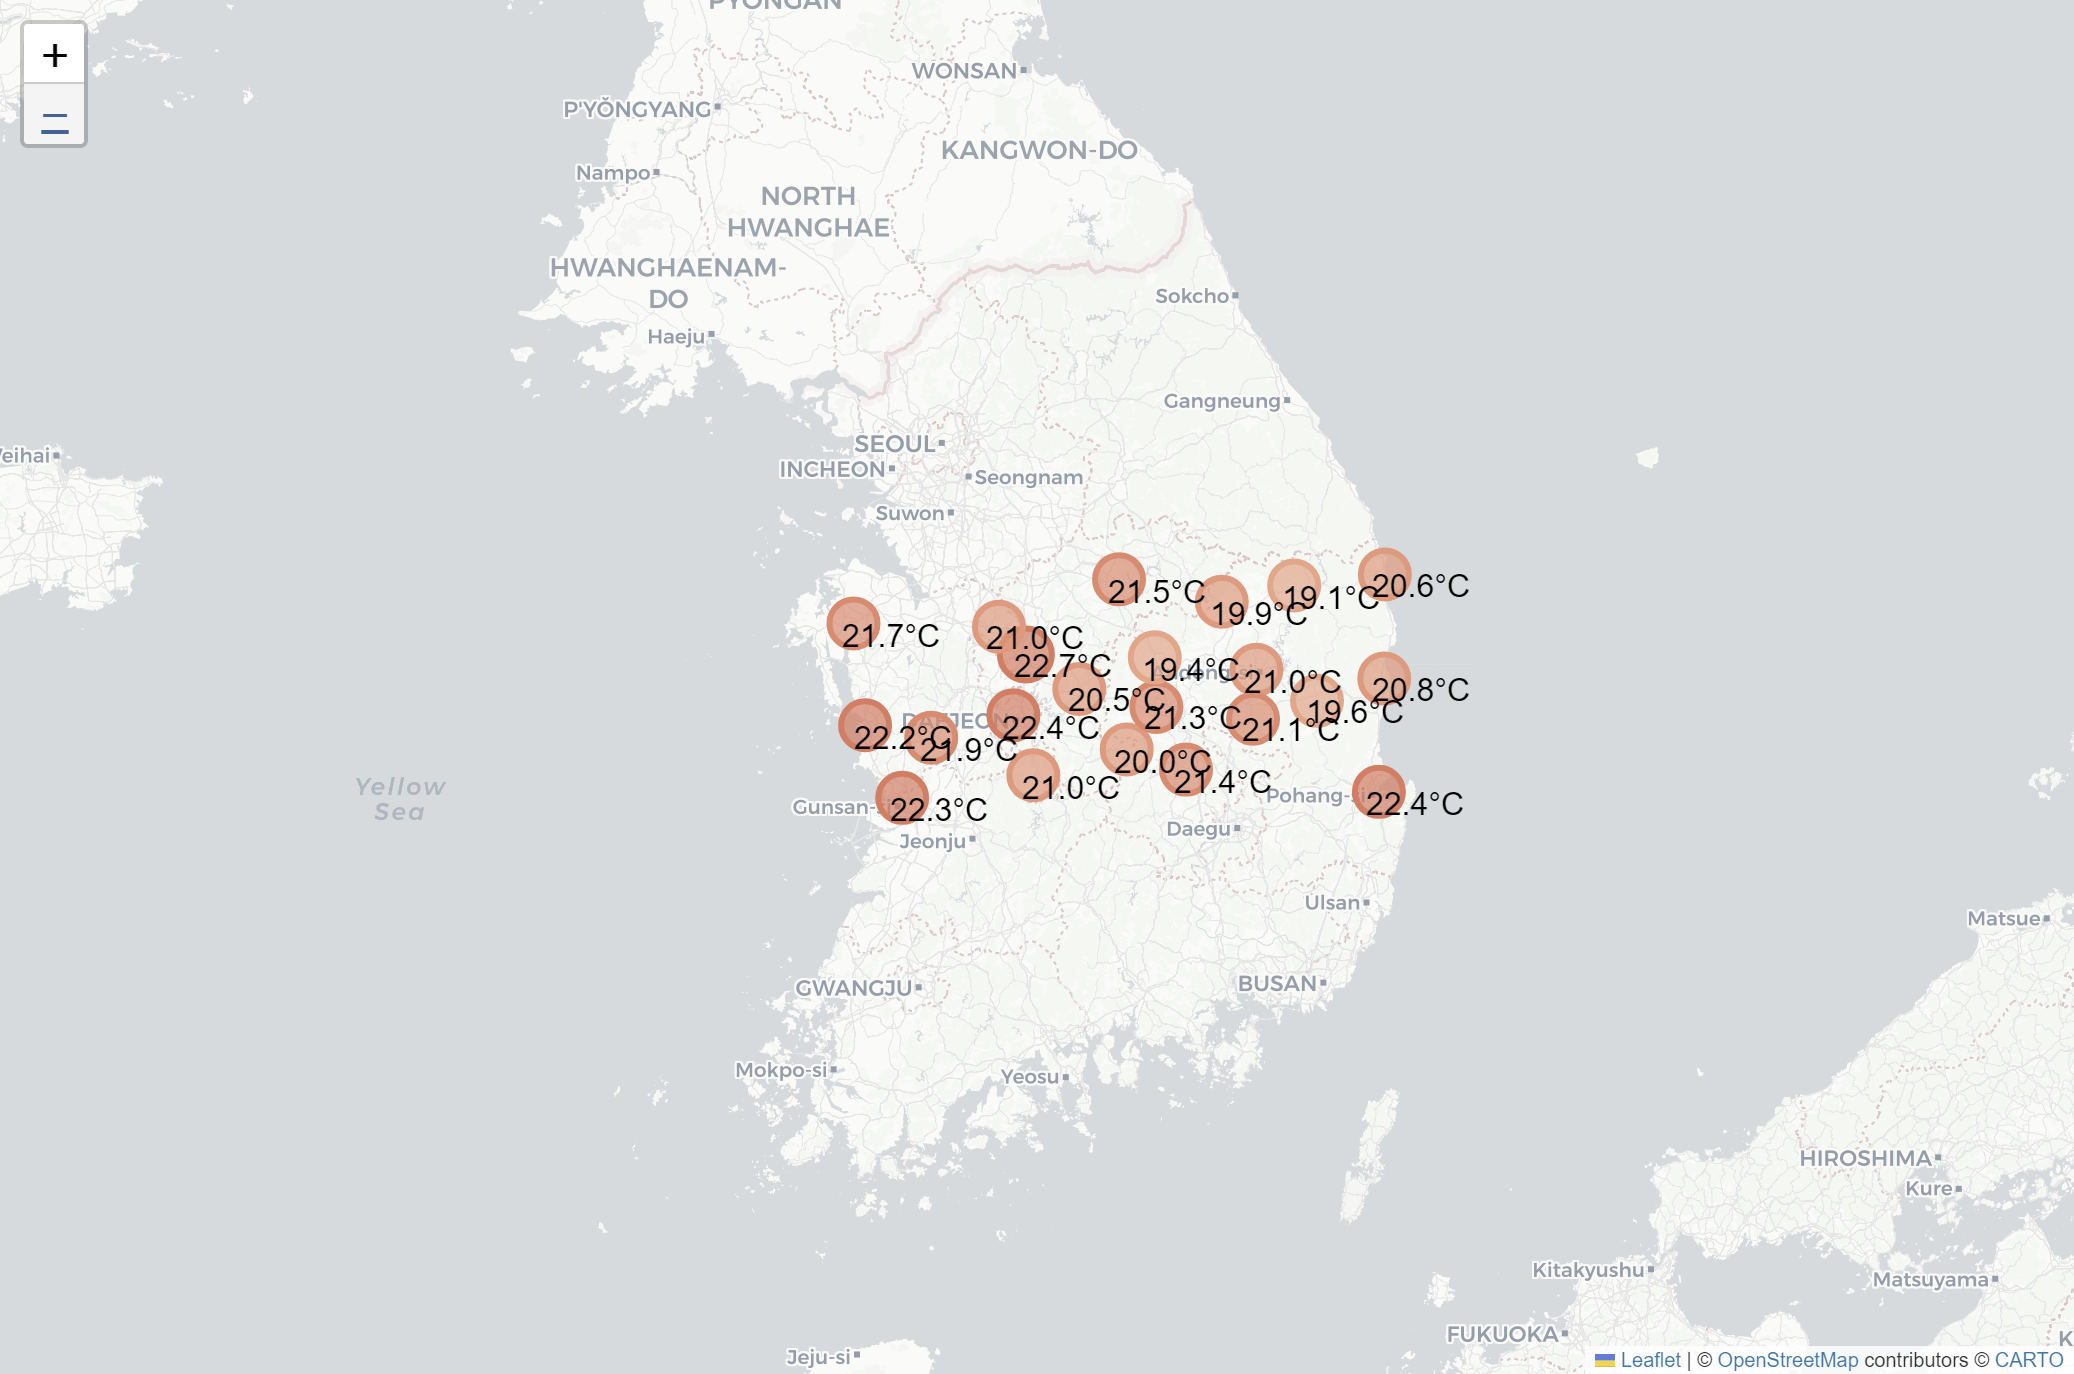 PYONGAN
+
−
WONSAN
P'YŎNGYANG
KANGWON-DO
Nampo
NORTH
HWANGHAE
HWANGHAENAM-
DO
Sokcho
Haeju
Gangneung
SEOUL
INCHEON
Seongnam
Suwon
21.5°C
19.9°C
19.1°C
20.6°C
21.7°C
21.0°C
22.7°C
19.4°C
21.0°C
20.8°C
20.5°C
21.3°C
19.6°C
21.1°C
DAEJEON
22.4°C
22.2°C
21.9°C
20.0°C
21.4°C
21.0°C
22.3°C
22.4°C
Yellow
Sea
Gunsan-si
Pohang-si
Daegu
Jeonju
Ulsan
Matsue
BUSAN
GWANGJU
Mokpo-si
Yeosu
HIROSHIMA
Kure
Kitakyushu
Matsuyama
FUKUOKA
Jeju-si
Leaflet | © OpenStreetMap contributors © CARTO